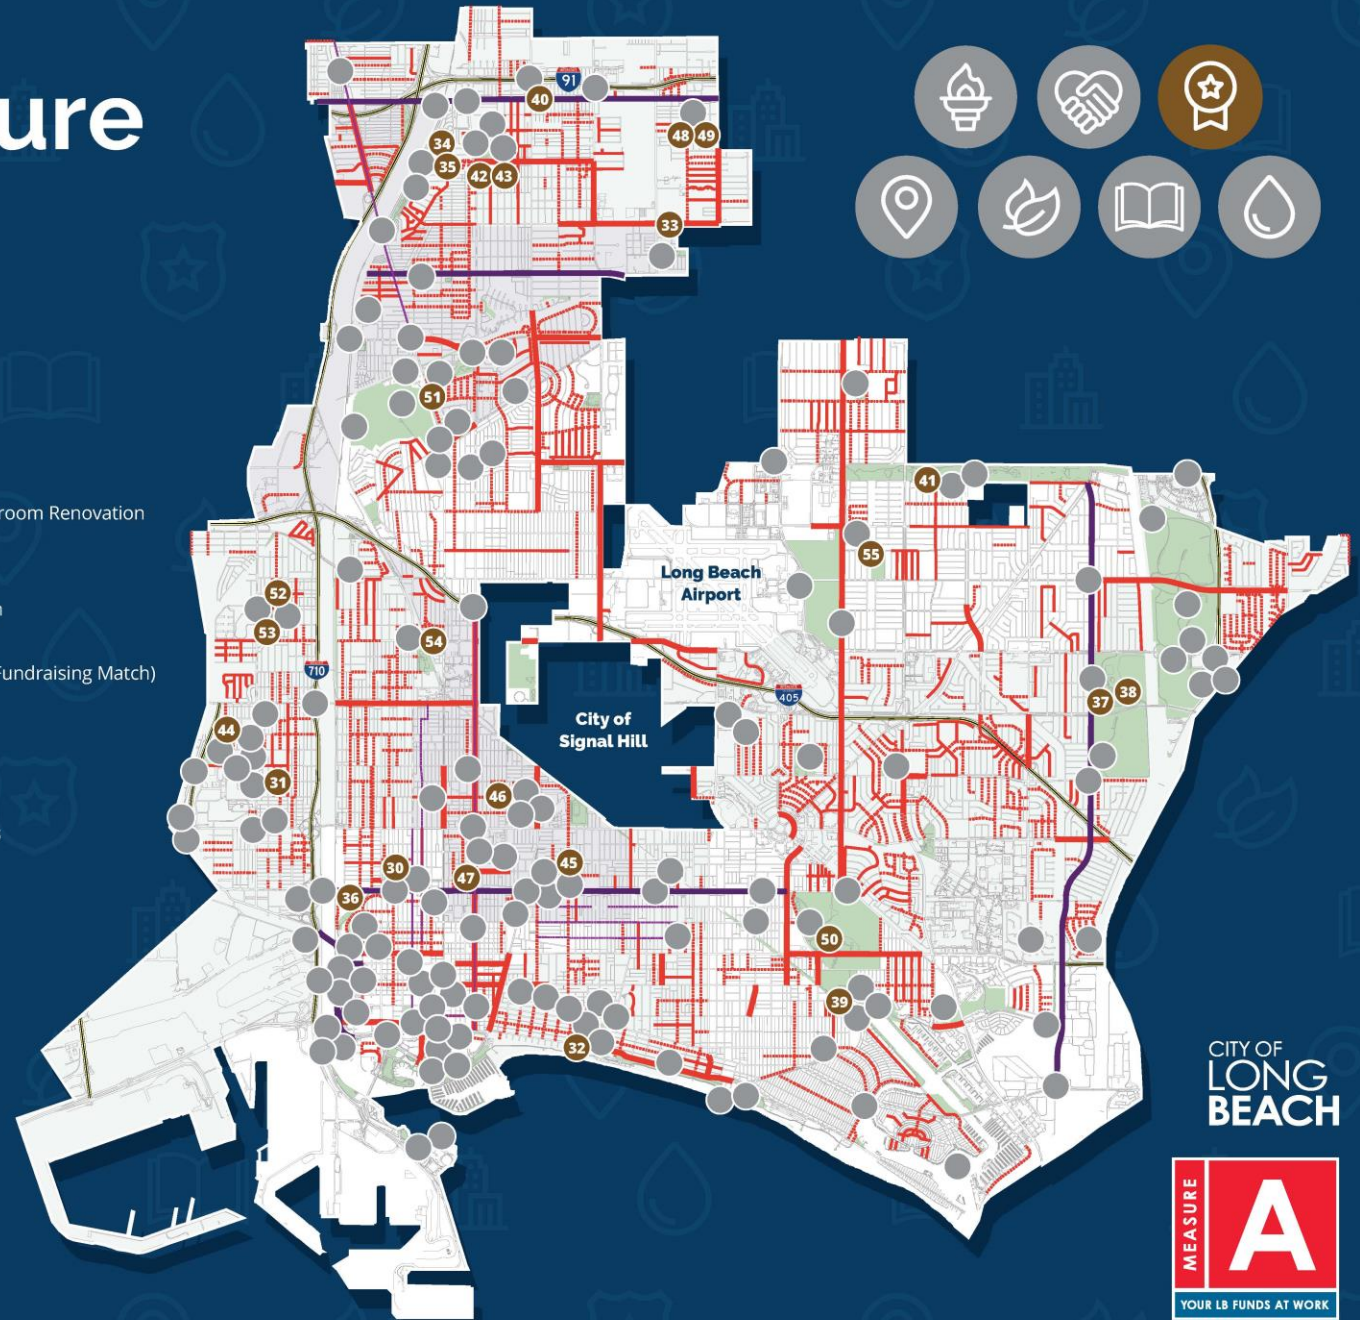 ure
91
40
48 49
34
35
42 43
33
51
41
room Renovation
Long Beach
Airport
55
52
53
54
Fundraising Match)
710
405
37 38
City of
Signal Hill
44
31
46
30
45
47
36
50
39
32
CITY OF
LONG
BEACH
MEASURE
A
YOUR LB FUNDS AT WORK